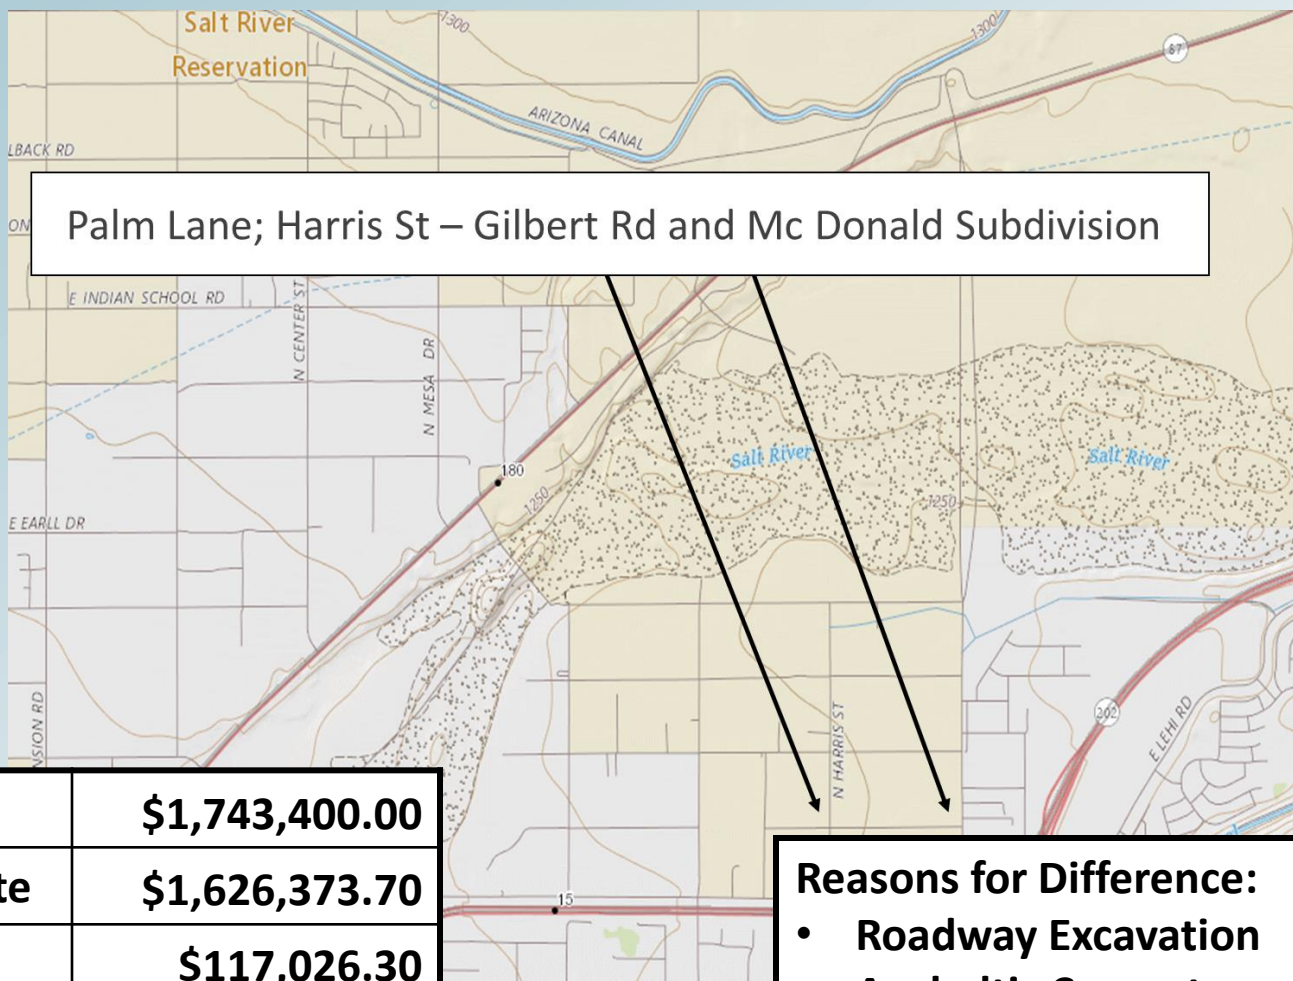 Salt River
Reservation
1300
1300
87
ARIZONA CANAL
LBACK RD
ON
Palm Lane; Harris St – Gilbert Rd and Mc Donald Subdivision
E INDIAN SCHOOL RD
N CENTER ST
N MESA DR
Salt River
Salt River
180
1250
1250
E EARLL DR
NSION RD
N HARRIS ST
202
E LEHI RD
$1,743,400.00
te $1,626,373.70
$117,026.30
15
Reasons for Difference:
• Roadway Excavation